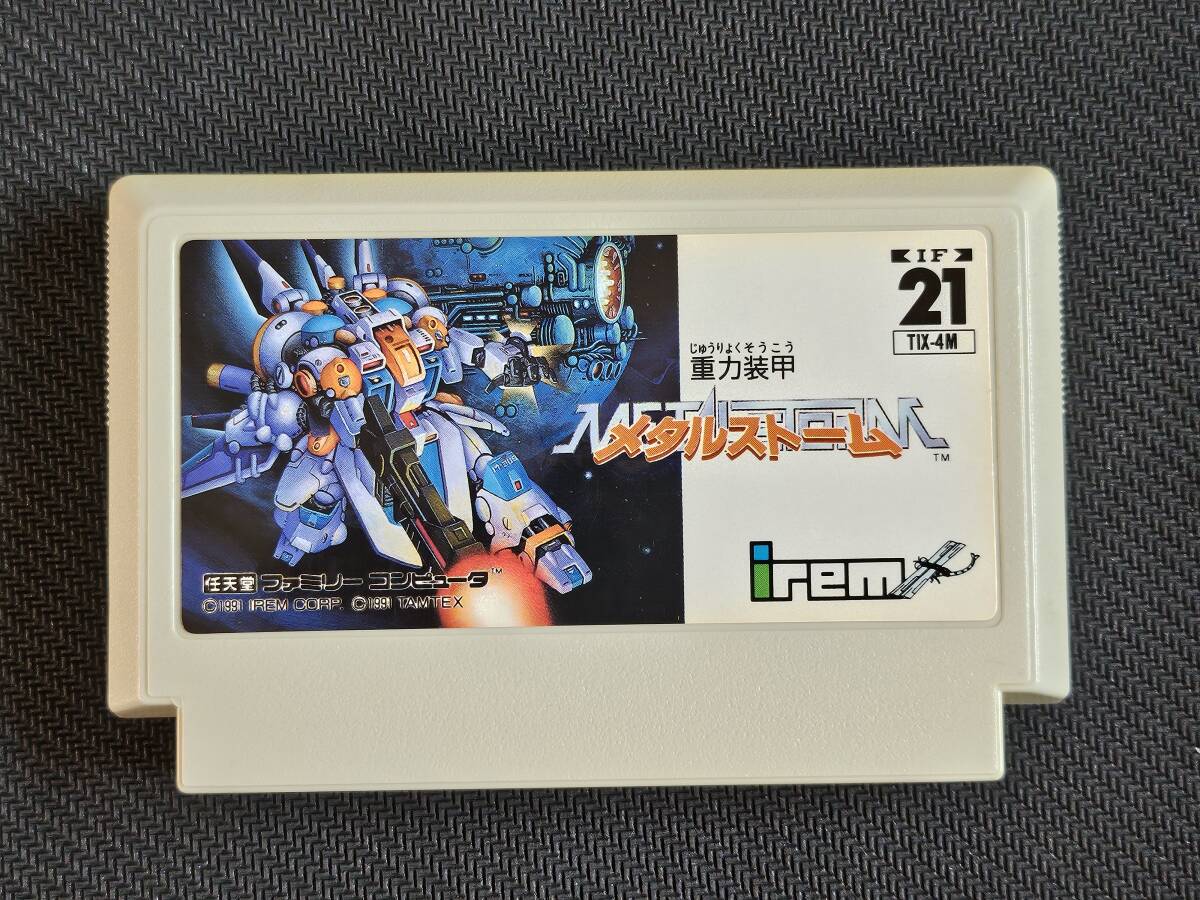 IF
21
TIX-4M
じゅうりょくそうこう
重力装甲
METAL STORM
メタルストーム
TM
irem
M-308
任天堂 ファミリー コンピュータ TM
©1991 IREM CORP. ©1991 TAMTEX